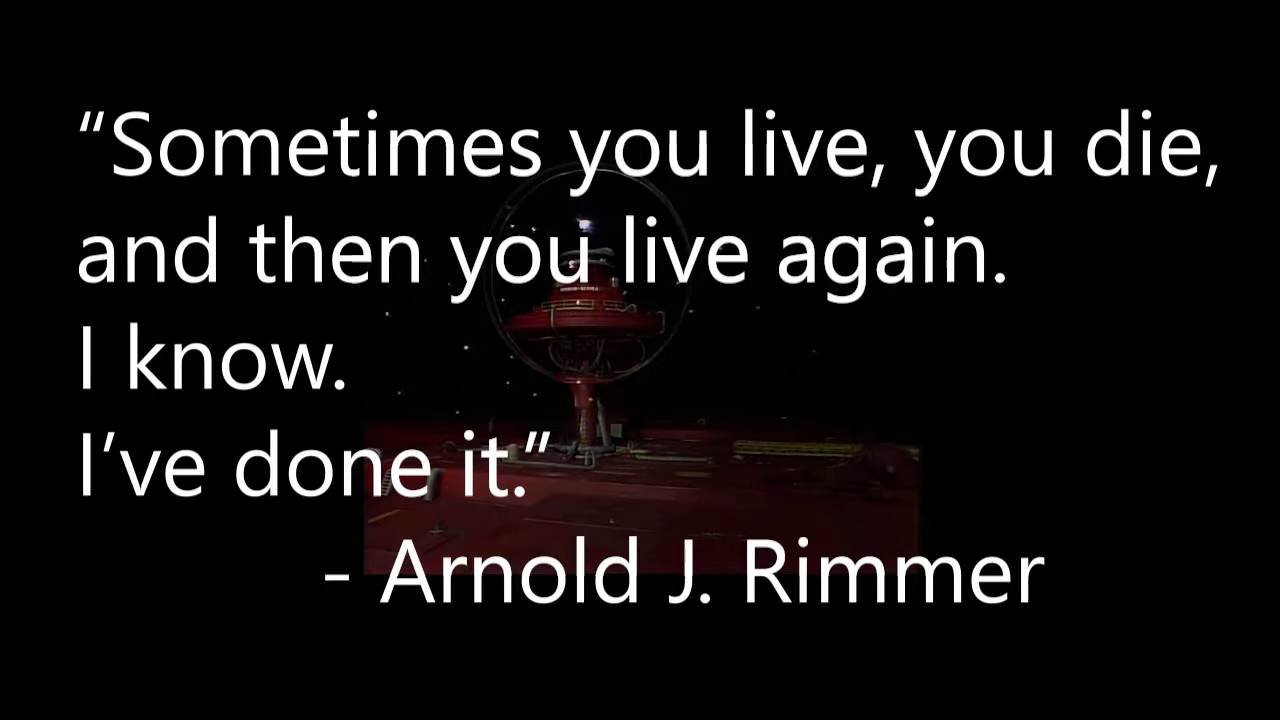 “Sometimes you live, you die,
and then you live again.
I know.
I’ve done it.”
- Arnold J. Rimmer